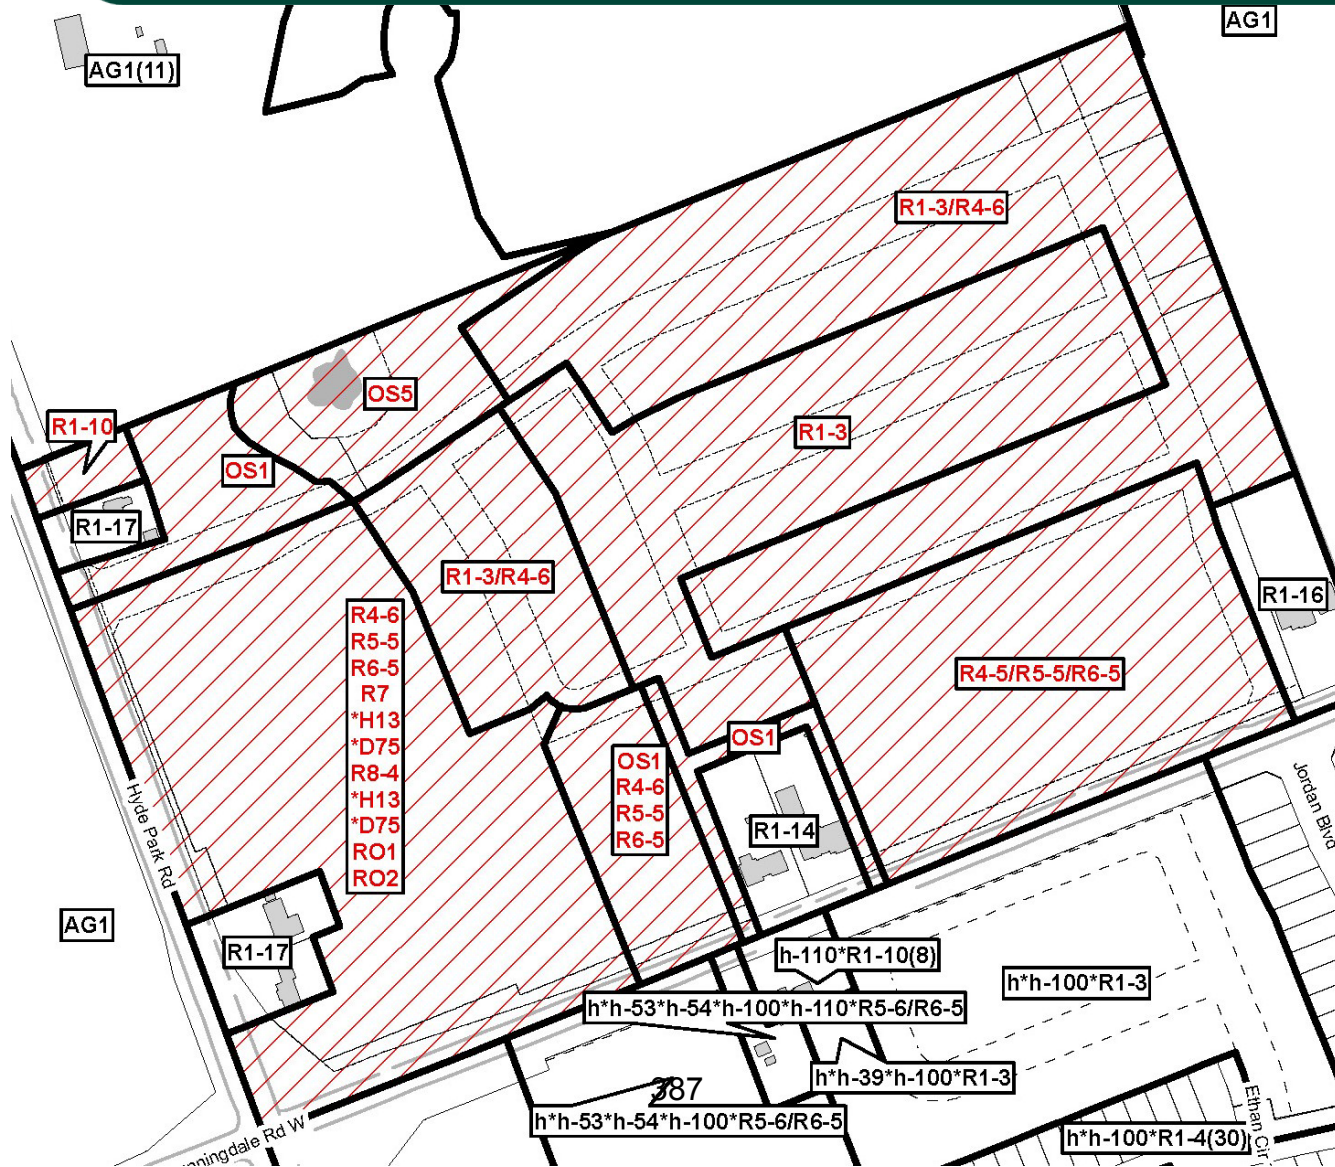 AG1
AG1(11)
R1-3/R4-6
OS5
R1-10
R1-3
OS1
R1-17
R1-3/R4-6
R1-16
R4-6
R5-5
R6-5
R7
*H13
*D75
R8-4
*H13
*D75
RO1
RO2
R4-5/R5-5/R6-5
OS1
OS1
R4-6
R5-5
R6-5
R1-14
Hyde Park Rd
Jordan Blvd
AG1
R1-17
h-110*R1-10(8)
h*h-100*R1-3
h*h-53*h-54*h-100*h-110*R5-6/R6-5
h*h-39*h-100*R1-3
387
h*h-53*h-54*h-100*R5-6/R6-5
Ethan Cir
h*h-100*R1-4(30)
Rd W